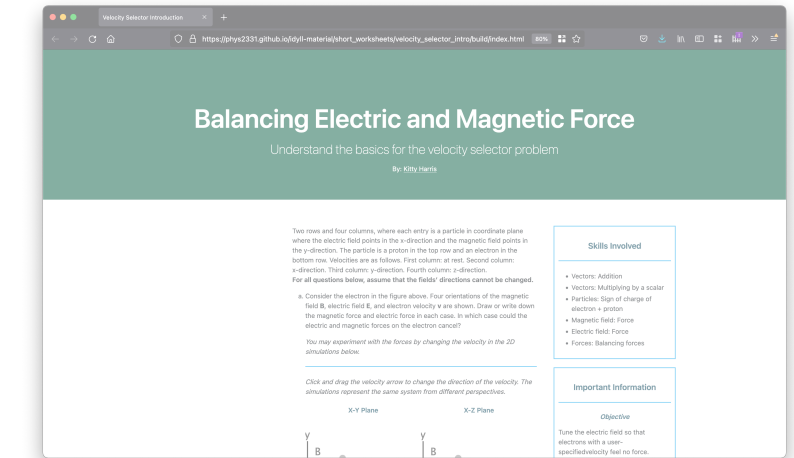 Velocity Selector Introduction
https://phys2331.github.io/idyll-material/short_worksheets/velocity_selector_intro/build/index.html 60%
Balancing Electric and Magnetic Force
Understand the basics for the velocity selector problem
By: Kitty Harris
Two rows and four columns, where each entry is a particle in coordinate plane
where the electric field points in the x-direction and the magnetic field points in
the y-direction. The particle is a proton in the top row and an electron in the
bottom row. Velocities are as follows. First column: at rest. Second column:
x-direction. Third column: y-direction. Fourth column: z-direction.
For all questions below, assume that the fields' directions cannot be changed.
a. Consider the electron in the figure above. Four orientations of the magnetic
field B, electric field E, and electron velocity v are shown. Draw or write down
the magnetic force and electric force in each case. In which case could the
electric and magnetic forces on the electron cancel?
You may experiment with the forces by changing the velocity in the 2D
simulations below.
Click and drag the velocity arrow to change the direction of the velocity. The
simulations represent the same system from different perspectives.
X-Y Plane
X-Z Plane
y
B
y
B
Skills Involved
• Vectors: Addition
• Vectors: Multiplying by a scalar
• Particles: Sign of charge of
electron + proton
• Magnetic field: Force
• Electric field: Force
• Forces: Balancing forces
Important Information
Objective
Tune the electric field so that
electrons with a user-
specifiedvelocity feel no force.